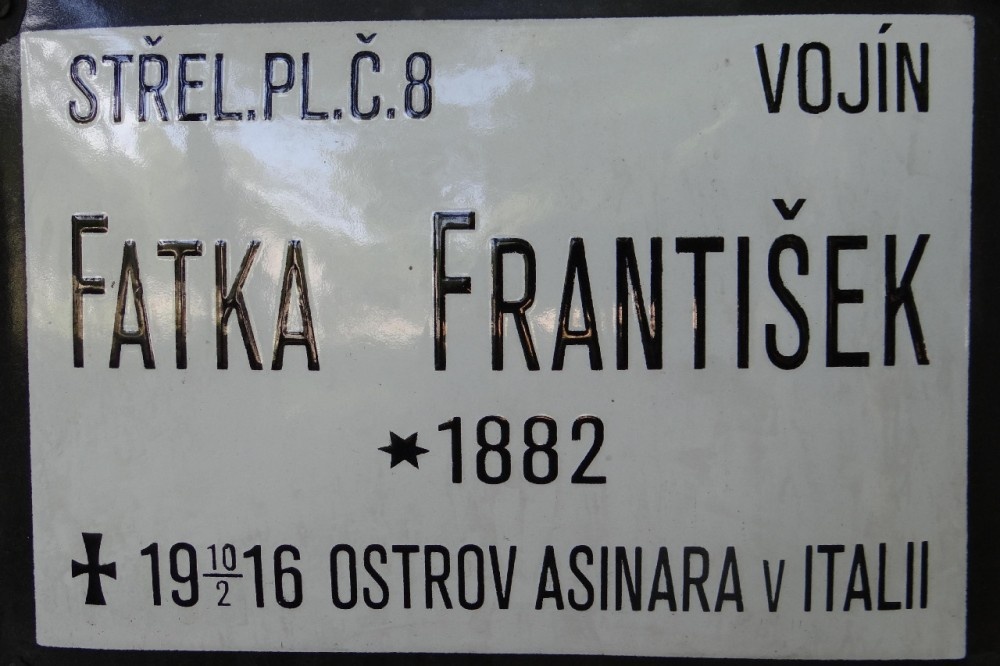 STŘEL.PL.Č.8 VOJÍN
FATKA FRANTIŠEK
*1882
✠ 19 10/2 16 OSTROV ASINARA V ITALII